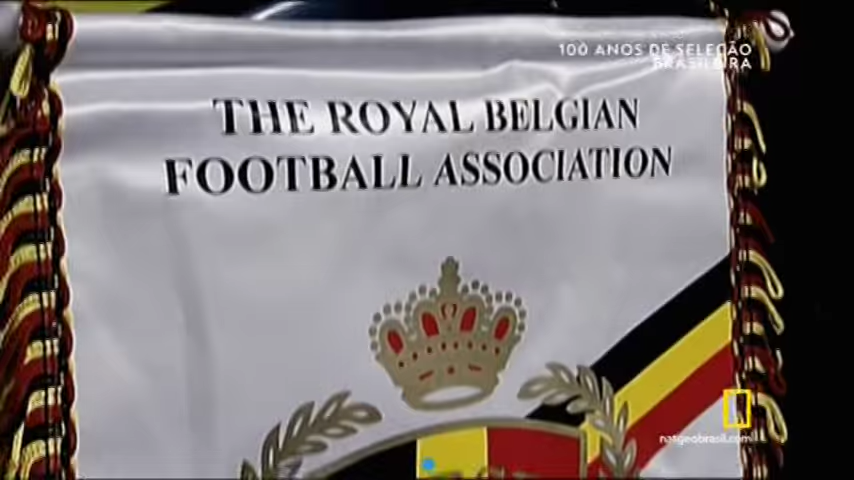 100 ANOS DE SELEÇÃO
BRASILEIRA
THE ROYAL BELGIAN
FOOTBALL ASSOCIATION
natgeobrasil.com